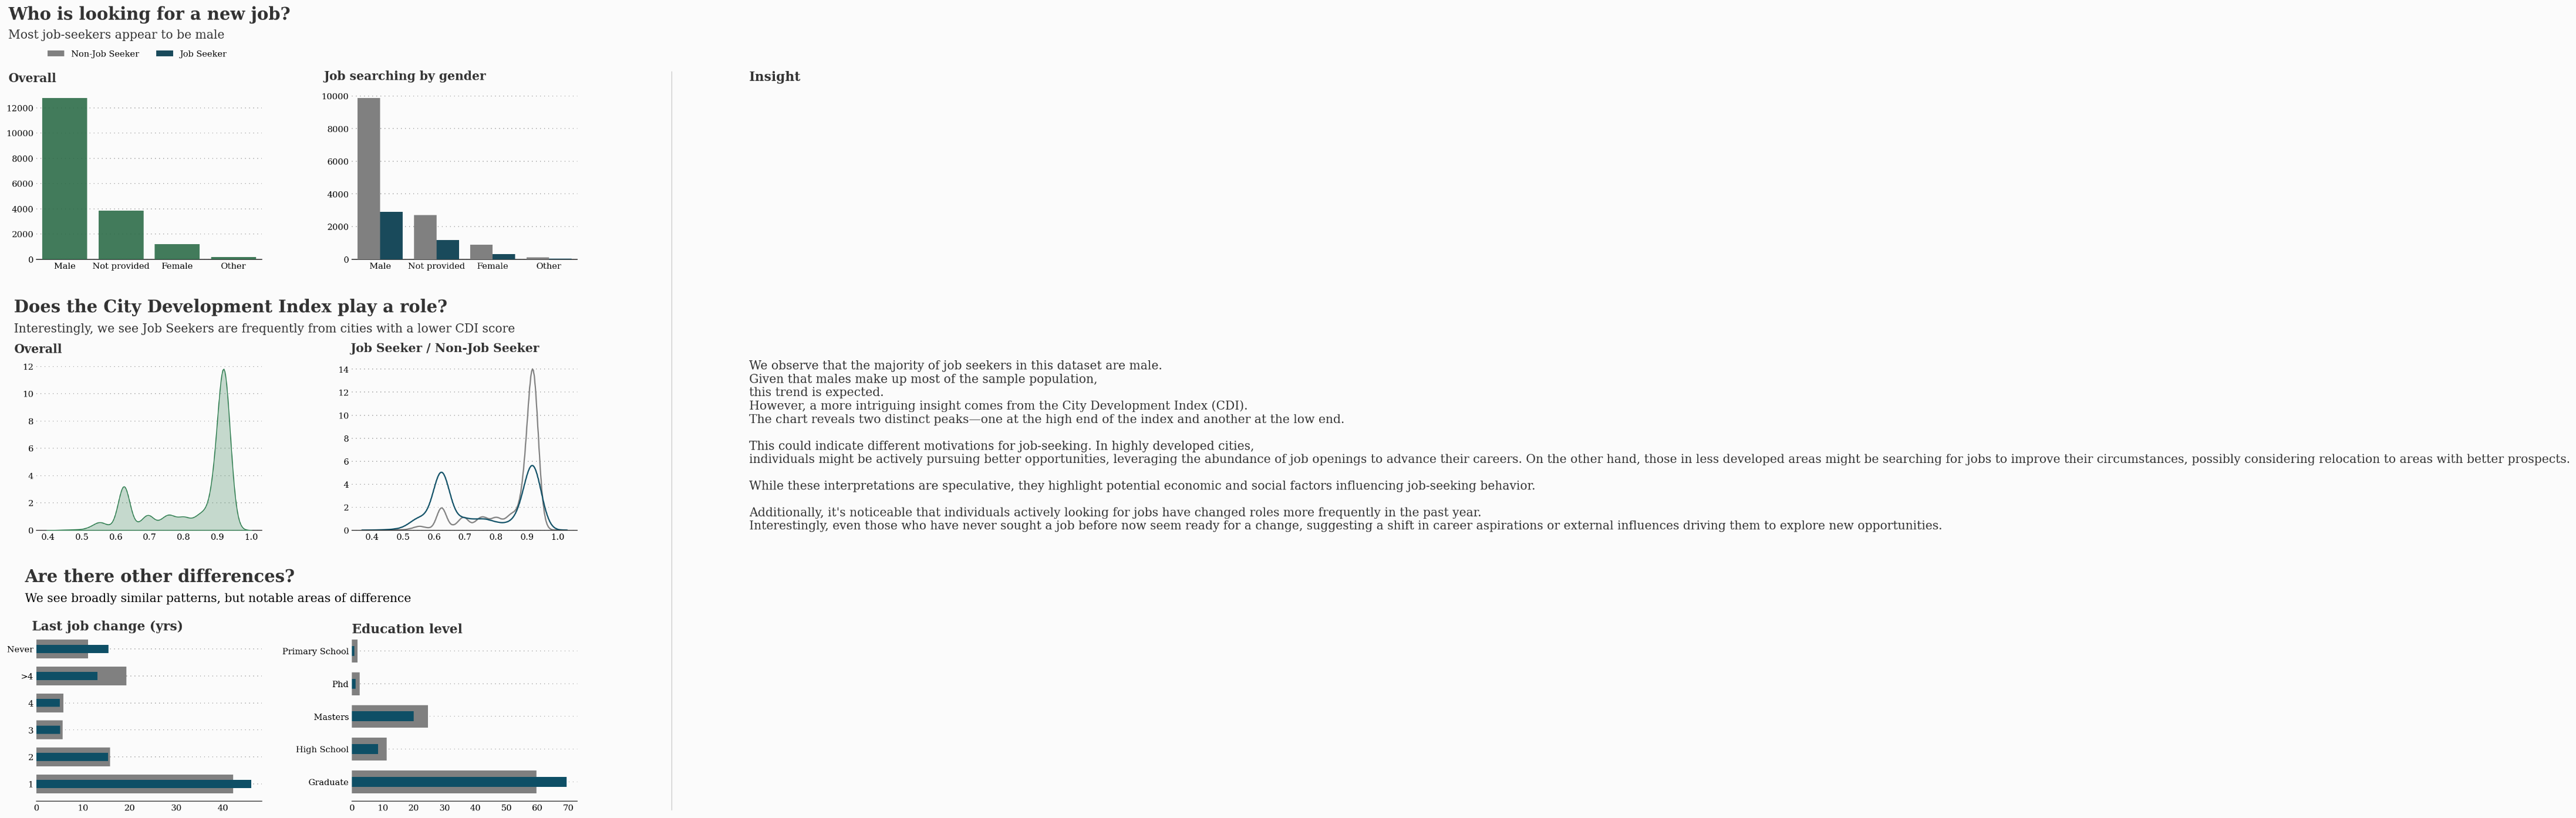 Who is looking for a new job?
Most job-seekers appear to be male
Non-Job Seeker Job Seeker
Overall
12000
10000
8000
6000
4000
2000
0
Male Not provided Female Other
Job searching by gender
10000
8000
6000
4000
2000
0
Male Not provided Female Other
Insight
Does the City Development Index play a role?
Interestingly, we see Job Seekers are frequently from cities with a lower CDI score
Overall
12
10
8
6
4
2
0
0.4 0.5 0.6 0.7 0.8 0.9 1.0
Job Seeker / Non-Job Seeker
14
12
10
8
6
4
2
0
0.4 0.5 0.6 0.7 0.8 0.9 1.0
We observe that the majority of job seekers in this dataset are male.
Given that males make up most of the sample population,
this trend is expected.
However, a more intriguing insight comes from the City Development Index (CDI).
The chart reveals two distinct peaks—one at the high end of the index and another at the low end.
This could indicate different motivations for job-seeking. In highly developed cities,
individuals might be actively pursuing better opportunities, leveraging the abundance of job openings to advance their careers. On the other hand, those in less developed areas might be searching for jobs to improve their circumstances, possibly considering relocation to areas with better prospects.
While these interpretations are speculative, they highlight potential economic and social factors influencing job-seeking behavior.
Additionally, it's noticeable that individuals actively looking for jobs have changed roles more frequently in the past year.
Interestingly, even those who have never sought a job before now seem ready for a change, suggesting a shift in career aspirations or external influences driving them to explore new opportunities.
Are there other differences?
We see broadly similar patterns, but notable areas of difference
Last job change (yrs)
Never
>4
4
3
2
1
0 10 20 30 40
Education level
Primary School
Phd
Masters
High School
Graduate
0 10 20 30 40 50 60 70